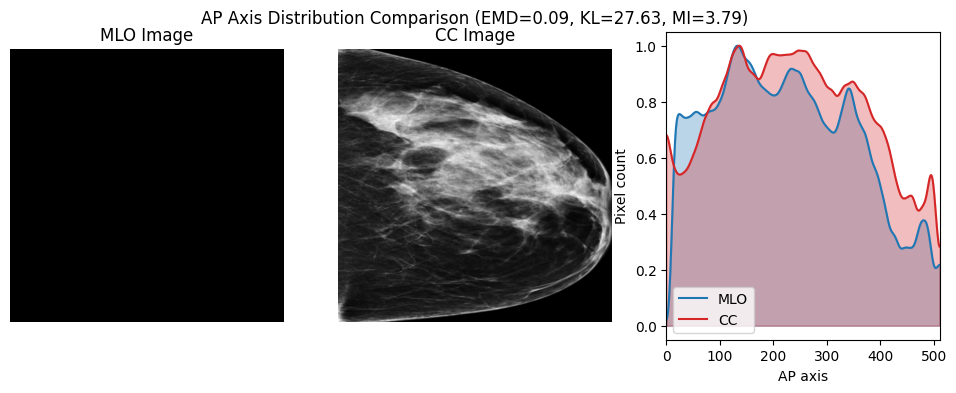 AP Axis Distribution Comparison (EMD=0.09, KL=27.63, MI=3.79)
MLO Image
CC Image
Pixel count
1.0
0.8
0.6
0.4
0.2
0.0
MLO
CC
0 100 200 300 400 500
AP axis